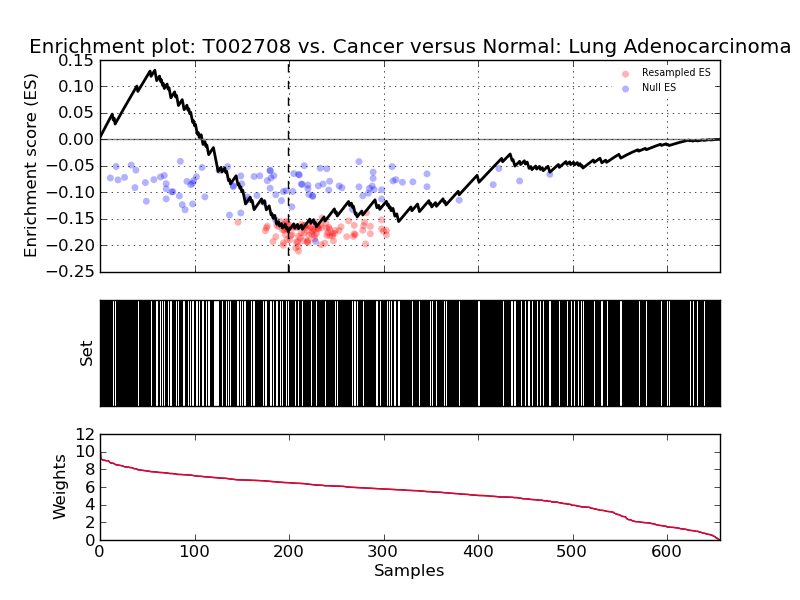 Enrichment plot: T002708 vs. Cancer versus Normal: Lung Adenocarcinoma
Enrichment score (ES)
0.15
0.10
0.05
0.00
−0.05
−0.10
−0.15
−0.20
−0.25
Resampled ES
Null ES
Set
Weights
12
10
8
6
4
2
0
0 100 200 300 400 500 600
Samples